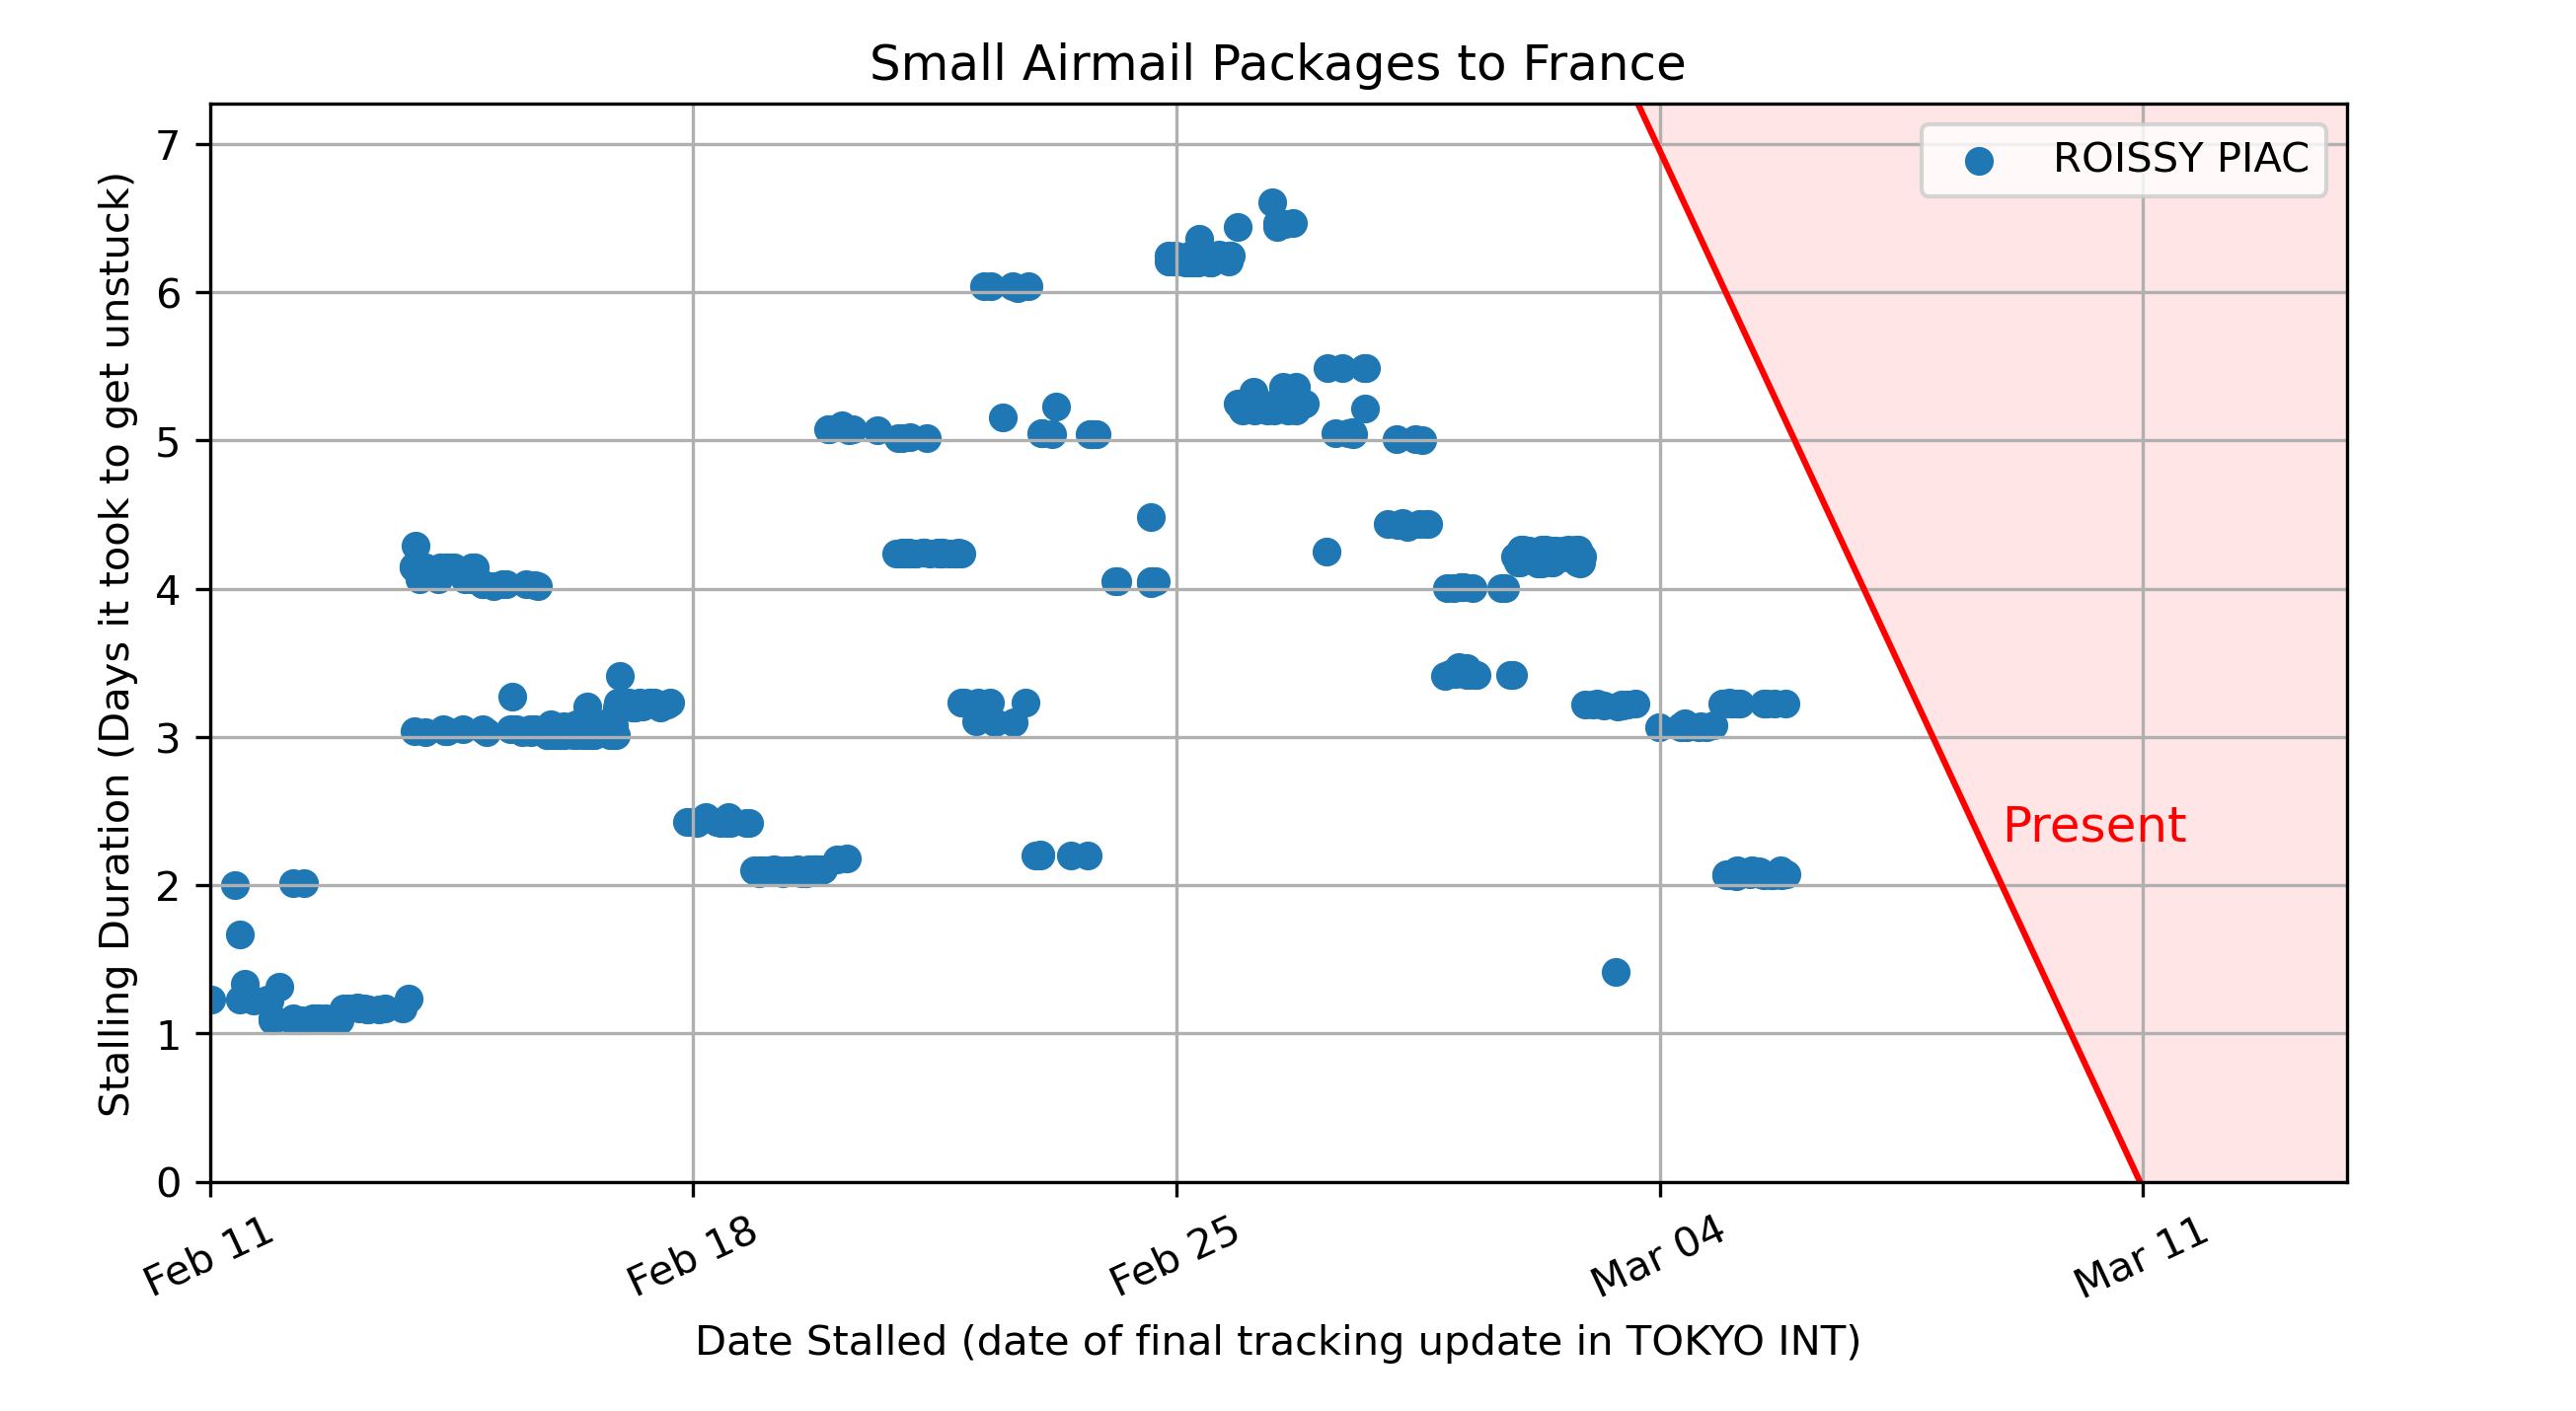 Small Airmail Packages to France
Stalling Duration (Days it took to get unstuck)
7
6
5
4
3
2
1
0
ROISSY PIAC
Present
Feb 11
Feb 18
Feb 25
Mar 04
Mar 11
Date Stalled (date of final tracking update in TOKYO INT)